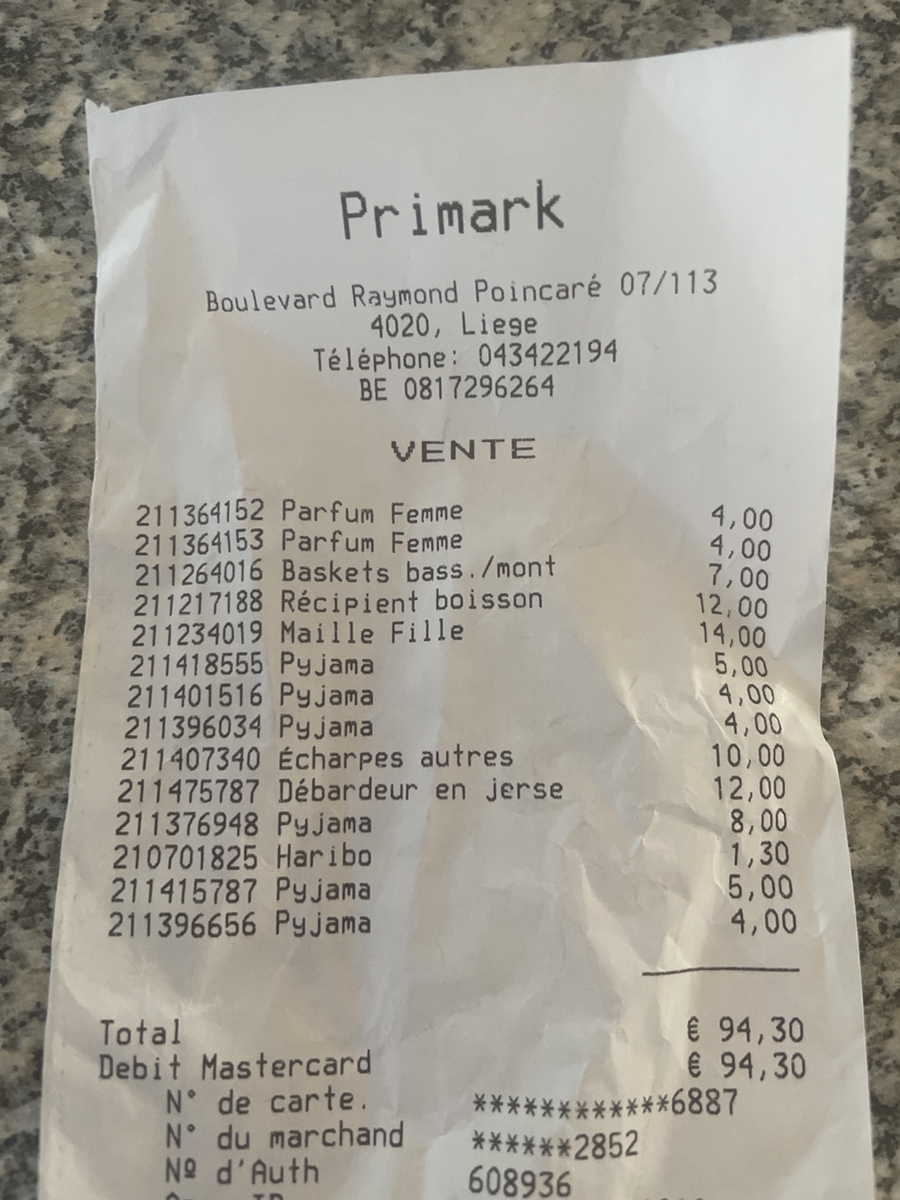 Primark
Boulevard Raymond Poincaré 07/113
4020, Liege
Téléphone: 043422194
BE 0817296264
VENTE
211364152 Parfum Femme 4,00
211364153 Parfum Femme 4,00
211264016 Baskets bass./mont 7,00
211217188 Récipient boisson 12,00
211234019 Maille Fille 14,00
211418555 Pyjama 5,00
211401516 Pyjama 4,00
211396034 Pyjama 4,00
211407340 Écharpes autres 10,00
211475787 Débardeur en jerse 12,00
211376948 Pyjama 8,00
210701825 Haribo 1,30
211415787 Pyjama 5,00
211396656 Pyjama 4,00
Total € 94,30
Debit Mastercard € 94,30
N° de carte. ************6887
N° du marchand ******2852
Nº d'Auth 608936